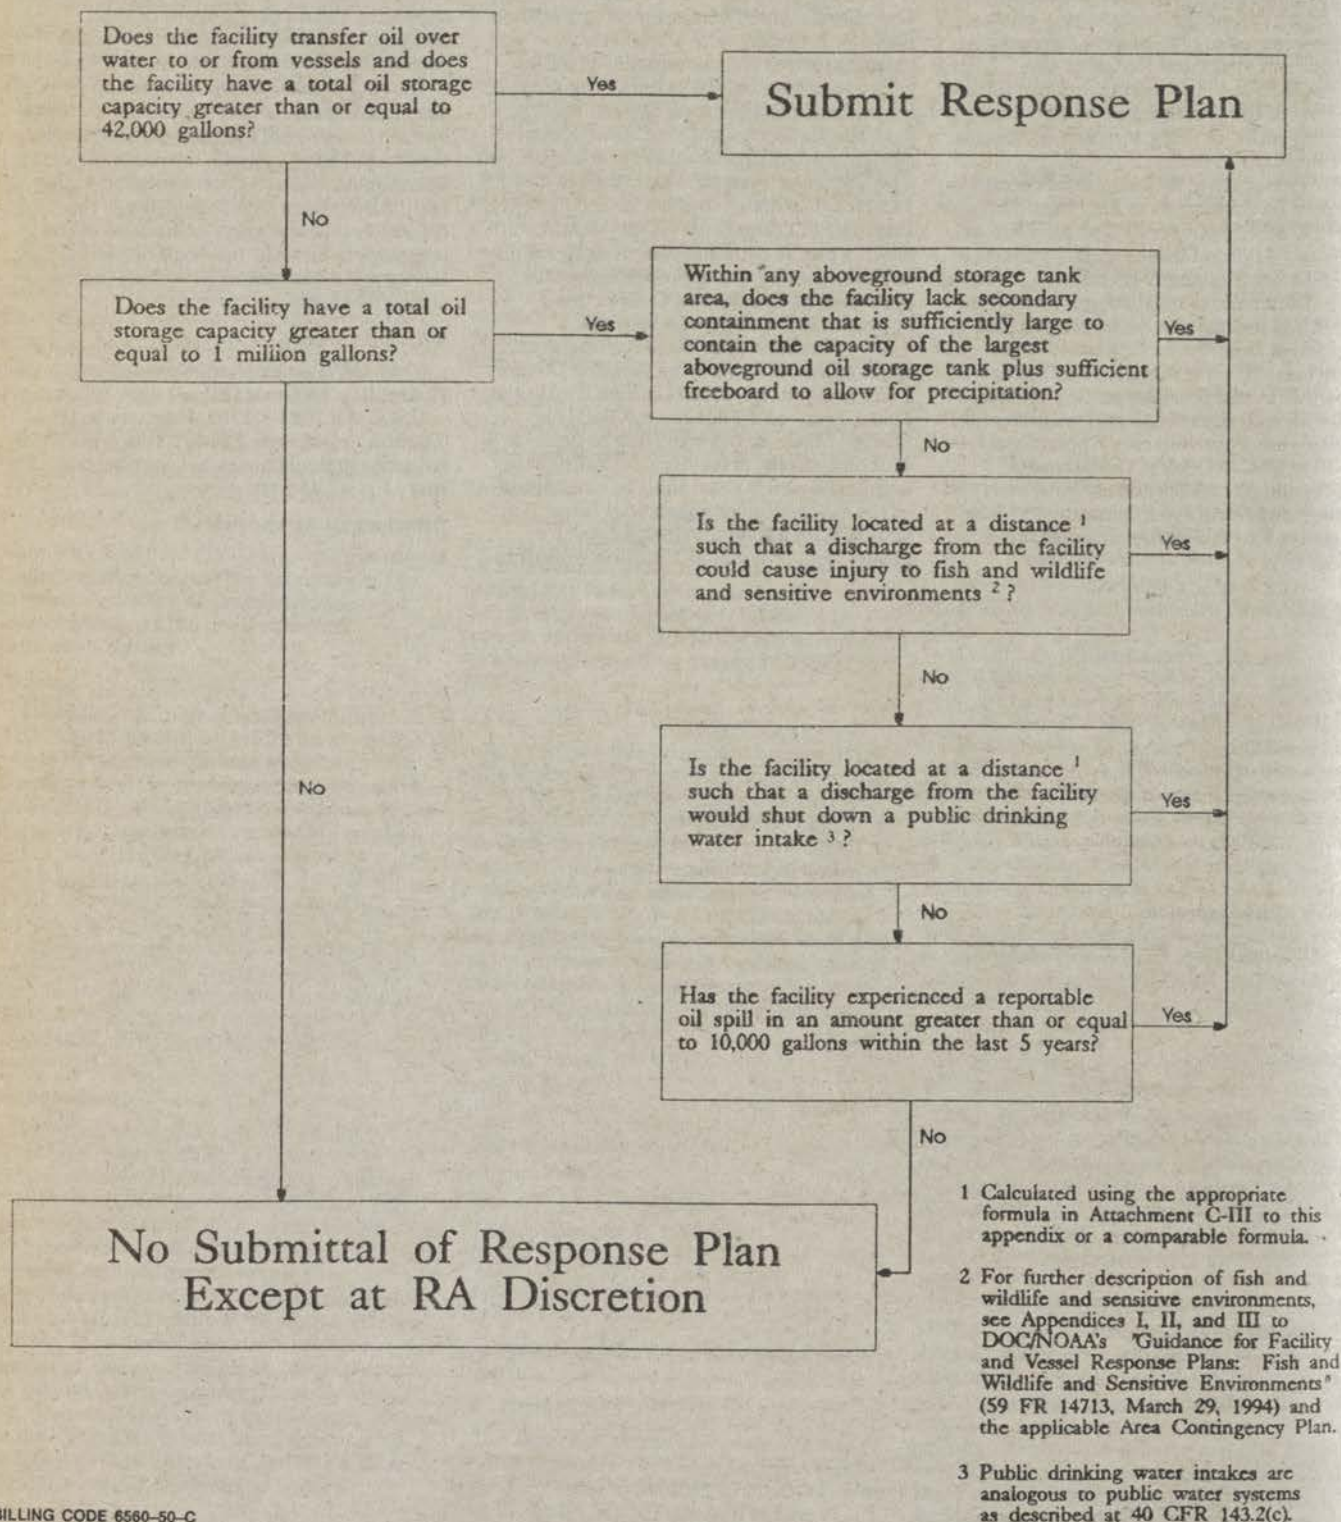 Does the facility transfer oil over
water to or from vessels and does
the facility have a total oil storage
capacity greater than or equal to
42,000 gallons?
Yes
Submit Response Plan
No
Does the facility have a total oil
storage capacity greater than or
equal to 1 million gallons?
Yes
Within any aboveground storage tank
area, does the facility lack secondary
containment that is sufficiently large to
contain the capacity of the largest
aboveground oil storage tank plus sufficient
freeboard to allow for precipitation?
Yes
No
Is the facility located at a distance 1
such that a discharge from the facility
could cause injury to fish and wildlife
and sensitive environments 2 ?
Yes
No
Is the facility located at a distance 1
such that a discharge from the facility
would shut down a public drinking
water intake 3 ?
Yes
No
No
Has the facility experienced a reportable
oil spill in an amount greater than or equal
to 10,000 gallons within the last 5 years?
Yes
No
No Submittal of Response Plan
Except at RA Discretion
1 Calculated using the appropriate
formula in Attachment C-III to this
appendix or a comparable formula.
2 For further description of fish and
wildlife and sensitive environments,
see Appendices I, II, and III to
DOC/NOAA's "Guidance for Facility
and Vessel Response Plans: Fish and
Wildlife and Sensitive Environments"
(59 FR 14713, March 29, 1994) and
the applicable Area Contingency Plan.
3 Public drinking water intakes are
analogous to public water systems
as described at 40 CFR 143.2(c).
BILLING CODE 6560-50-C